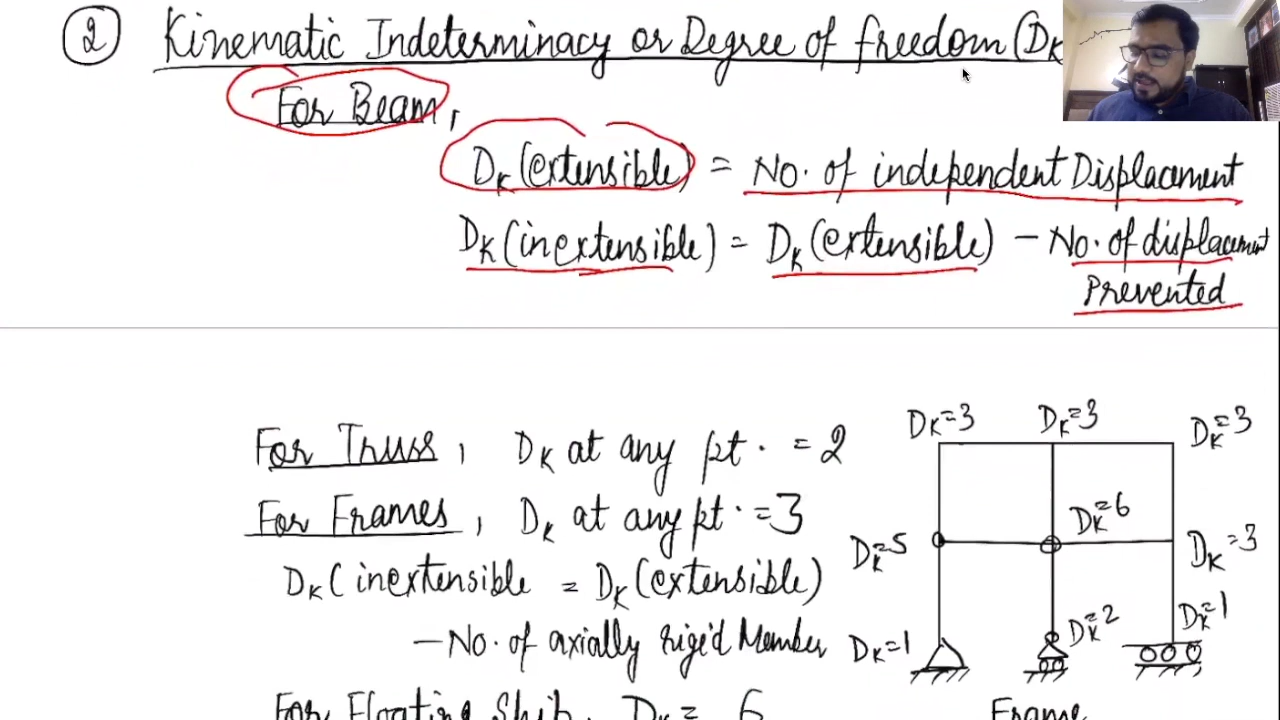 ② Kinematic Indeterminacy or Degree of freedom (DK
For Beam,
DK (extensible) = No. of independent Displacement
DK (inextensible) = DK (extensible) - No. of displacement
Prevented
For Truss, DK at any pt. = 2
For Frames, DK at any pt. = 3
DK (inextensible = DK (extensible)
- No. of axially rigid Member
For Floating Ship, DK = 6
DK=3 DK=3 DK=3
DK=5 DK=6 DK=3
DK=1 DK=2 DK=1
Frame